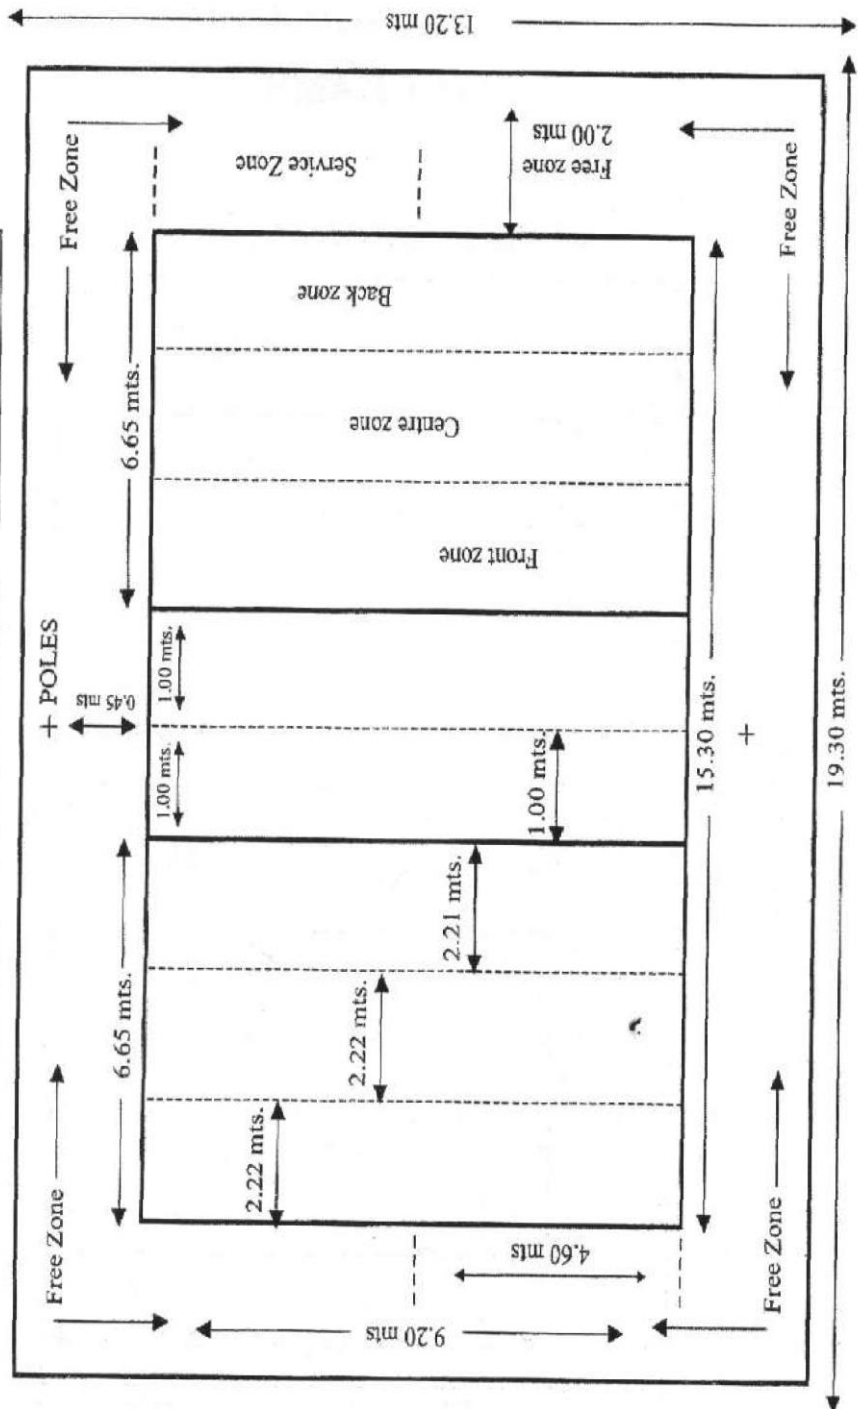 13.20 mts
Free Zone
Service Zone
Free zone
2.00 mts
Free Zone
6.65 mts.
Back zone
Centre zone
Front zone
+ POLES
0.45 mts
1.00 mts.
1.00 mts.
1.00 mts.
15.30 mts.
+
19.30 mts.
6.65 mts.
2.21 mts.
2.22 mts.
2.22 mts.
Free Zone
4.60 mts
Free Zone
9.20 mts